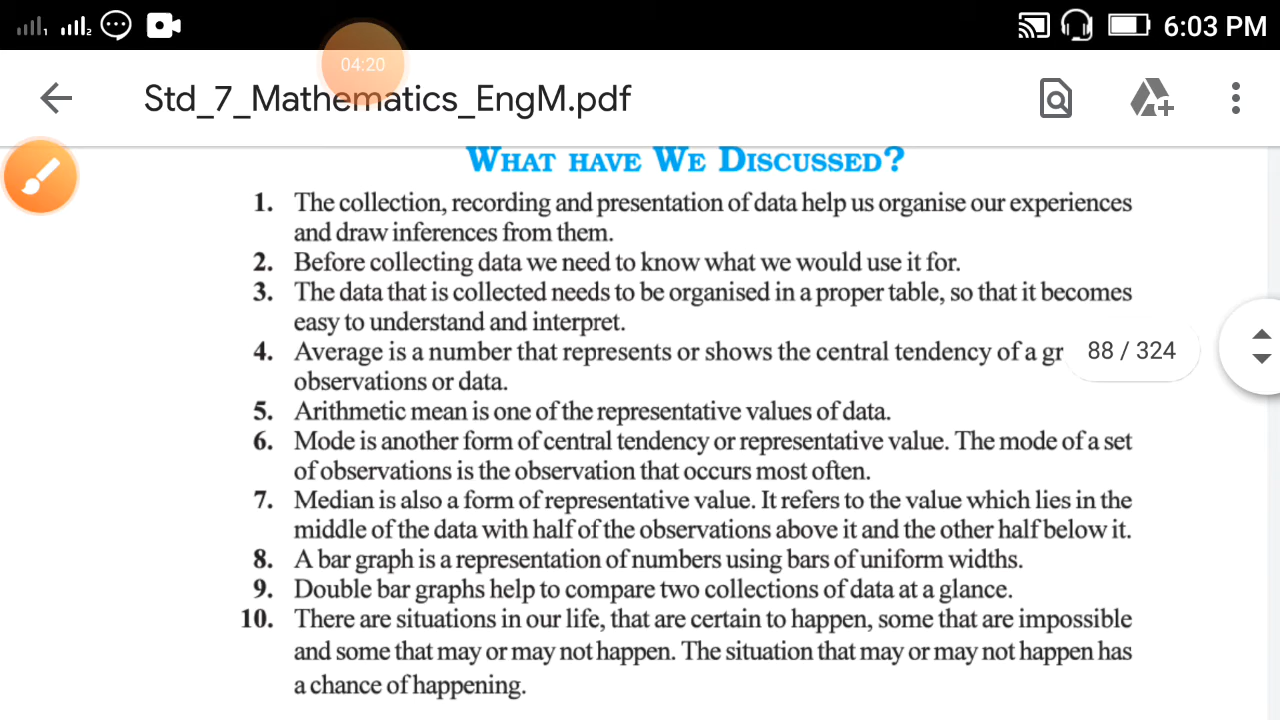 6:03 PM
04:20
Std_7_Mathematics_EngM.pdf
WHAT HAVE WE DISCUSSED?
1. The collection, recording and presentation of data help us organise our experiences
and draw inferences from them.
2. Before collecting data we need to know what we would use it for.
3. The data that is collected needs to be organised in a proper table, so that it becomes
easy to understand and interpret.
4. Average is a number that represents or shows the central tendency of a gr
88 / 324
observations or data.
5. Arithmetic mean is one of the representative values of data.
6. Mode is another form of central tendency or representative value. The mode of a set
of observations is the observation that occurs most often.
7. Median is also a form of representative value. It refers to the value which lies in the
middle of the data with half of the observations above it and the other half below it.
8. A bar graph is a representation of numbers using bars of uniform widths.
9. Double bar graphs help to compare two collections of data at a glance.
10. There are situations in our life, that are certain to happen, some that are impossible
and some that may or may not happen. The situation that may or may not happen has
a chance of happening.